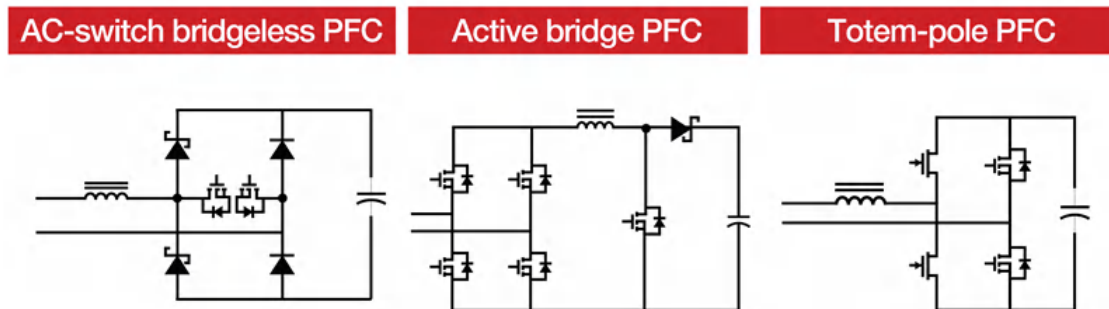 AC-switch bridgeless PFC
Active bridge PFC
Totem-pole PFC